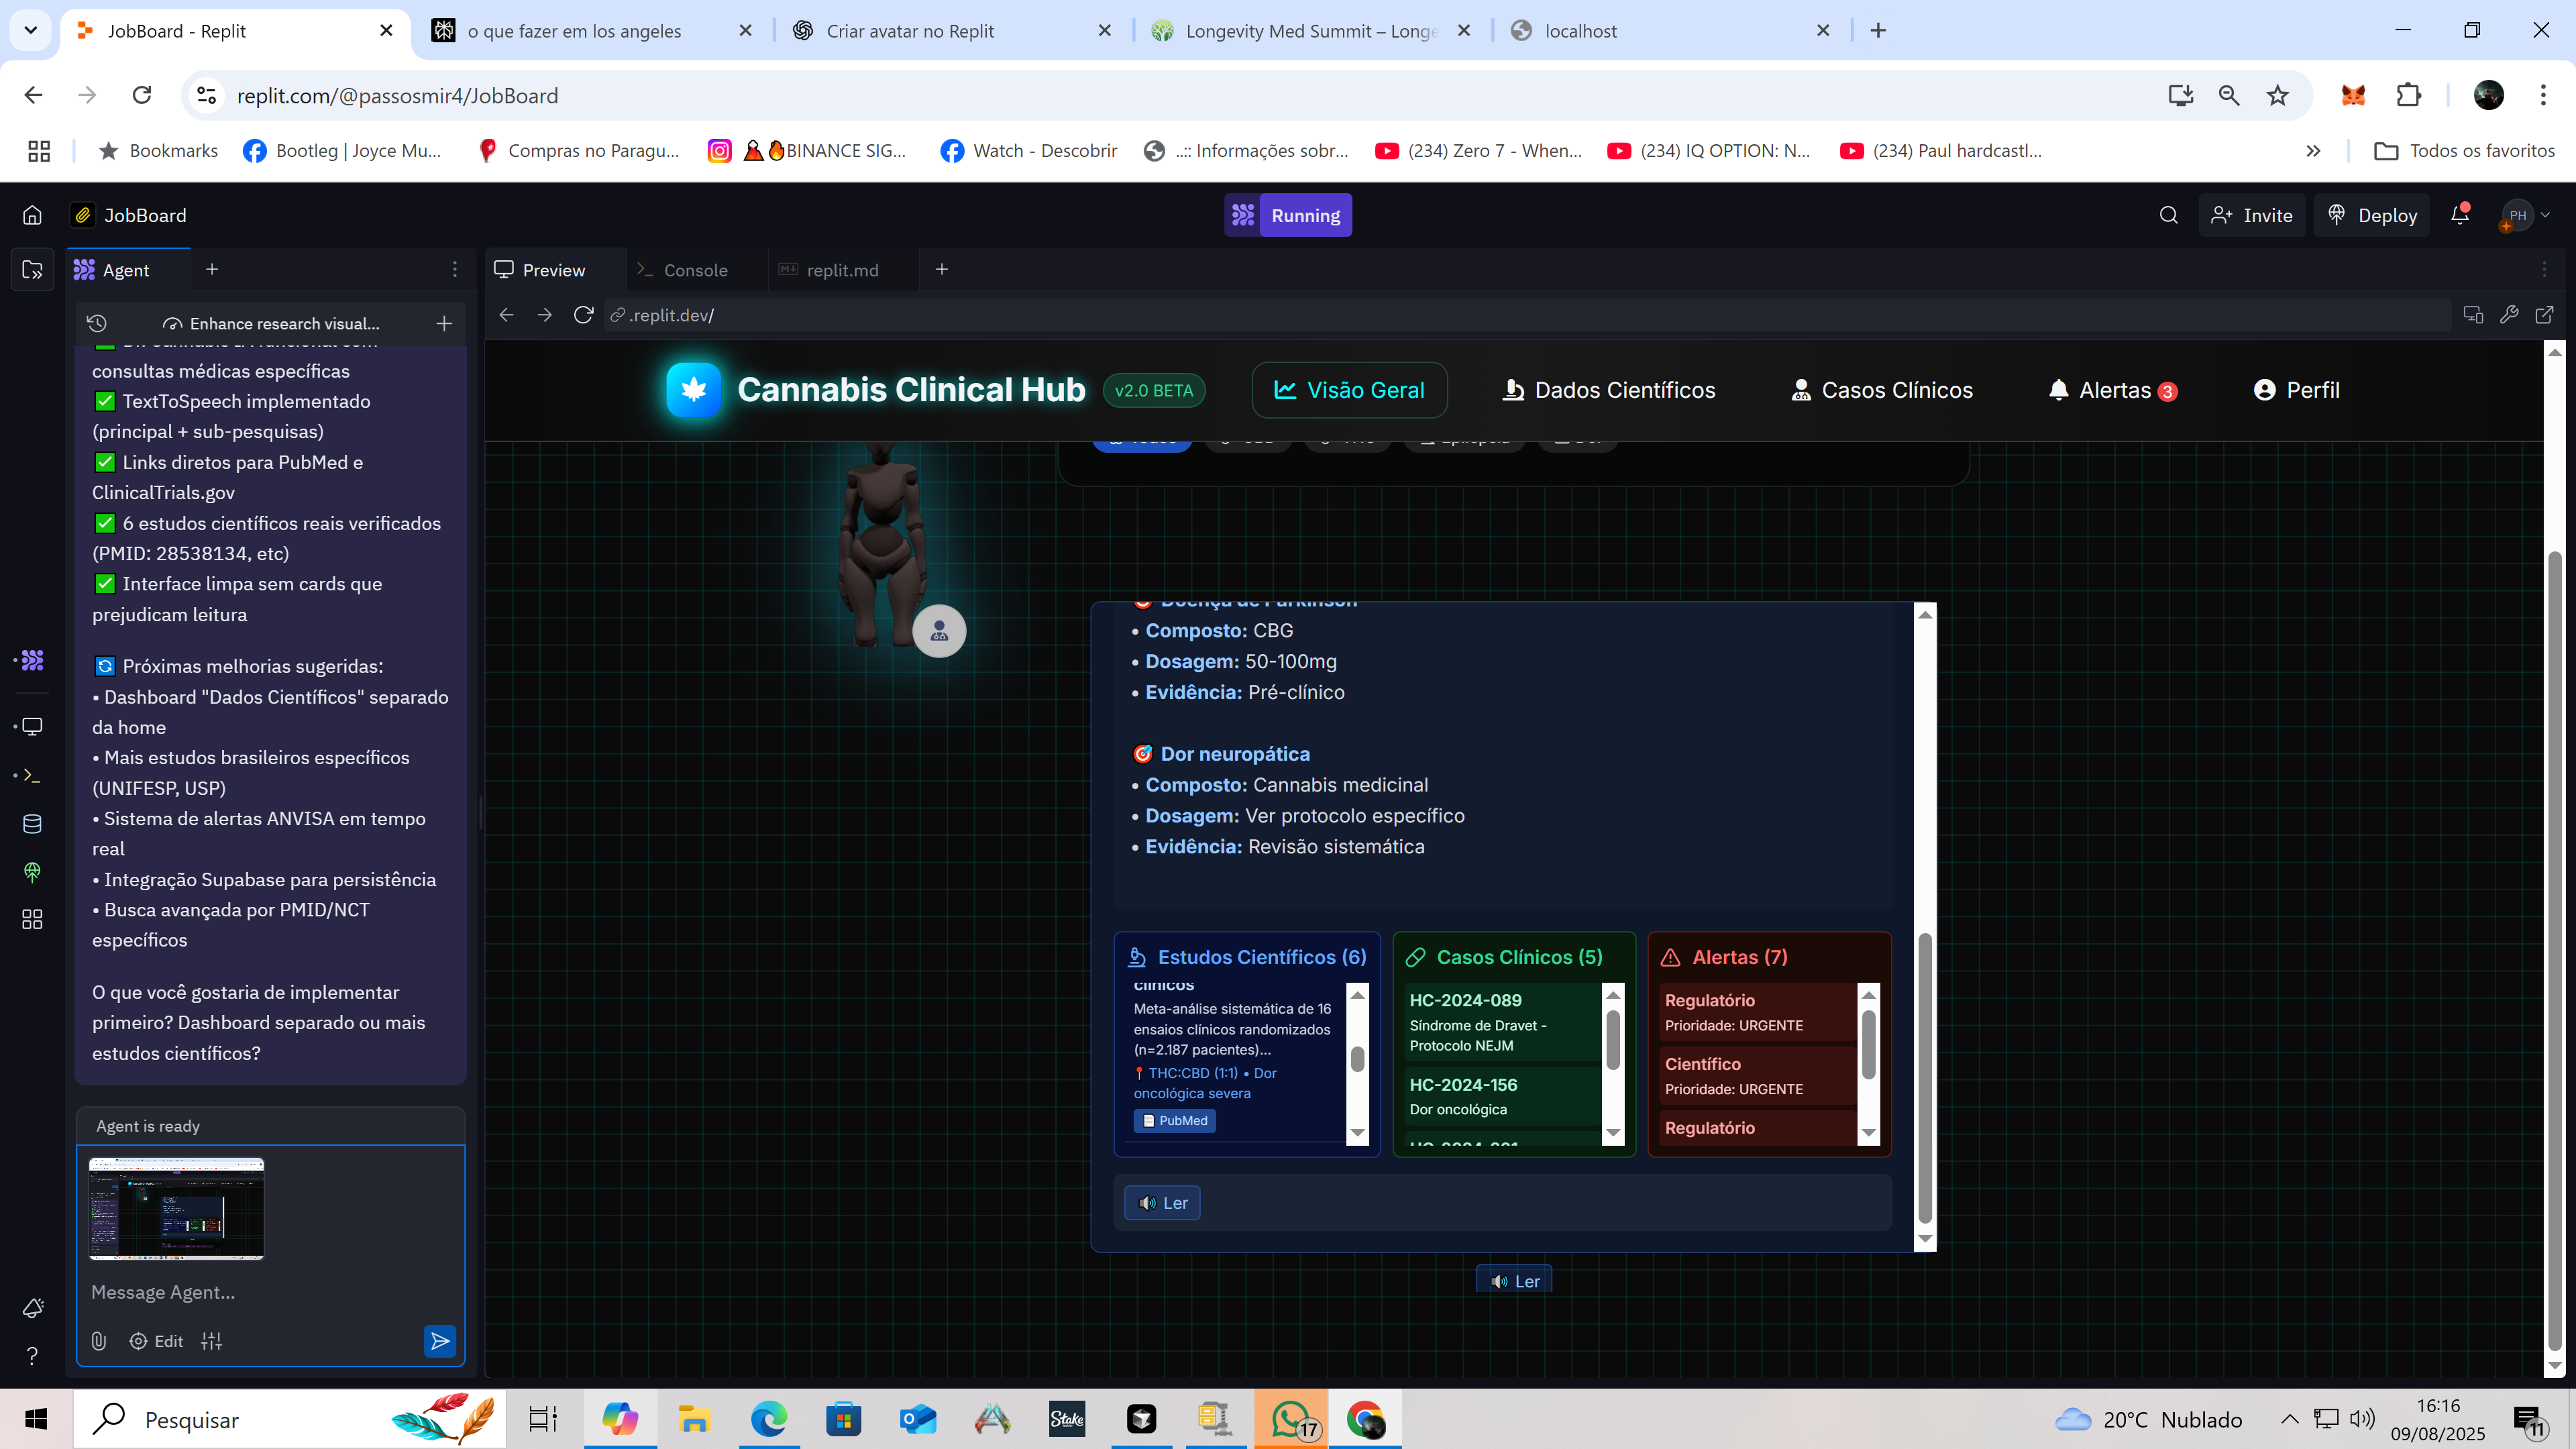 JobBoard - Replit
o que fazer em los angeles
Criar avatar no Replit
Longevity Med Summit – Longe
localhost
replit.com/@passosmir4/JobBoard
Bookmarks
Bootleg | Joyce Mu...
Compras no Paragu...
BINANCE SIG...
Watch - Descobrir
..:: Informações sobr...
(234) Zero 7 - When...
(234) IQ OPTION: N...
(234) Paul hardcastl...
Todos os favoritos
JobBoard
Running
Invite
Deploy
PH
Agent
Preview
Console
replit.md
Enhance research visual...
.replit.dev/
consultas médicas específicas
✅ TextToSpeech implementado
(principal + sub-pesquisas)
✅ Links diretos para PubMed e
ClinicalTrials.gov
✅ 6 estudos científicos reais verificados
(PMID: 28538134, etc)
✅ Interface limpa sem cards que
prejudicam leitura
🔄 Próximas melhorias sugeridas:
• Dashboard "Dados Científicos" separado
da home
• Mais estudos brasileiros específicos
(UNIFESP, USP)
• Sistema de alertas ANVISA em tempo
real
• Integração Supabase para persistência
• Busca avançada por PMID/NCT
específicos
O que você gostaria de implementar
primeiro? Dashboard separado ou mais
estudos científicos?
Agent is ready
Message Agent...
Edit
Cannabis Clinical Hub
v2.0 BETA
Visão Geral
Dados Científicos
Casos Clínicos
Alertas 3
Perfil
🎯 Doença de Parkinson
• Composto: CBG
• Dosagem: 50-100mg
• Evidência: Pré-clínico
🎯 Dor neuropática
• Composto: Cannabis medicinal
• Dosagem: Ver protocolo específico
• Evidência: Revisão sistemática
Estudos Científicos (6)
clínicos
Meta-análise sistemática de 16
ensaios clínicos randomizados
(n=2.187 pacientes)...
📍 THC:CBD (1:1) • Dor
oncológica severa
PubMed
Casos Clínicos (5)
HC-2024-089
Síndrome de Dravet -
Protocolo NEJM
HC-2024-156
Dor oncológica
Alertas (7)
Regulatório
Prioridade: URGENTE
Científico
Prioridade: URGENTE
Regulatório
🔊 Ler
🔊 Ler
Pesquisar
Stake
17
20°C Nublado
16:16
09/08/2025
11